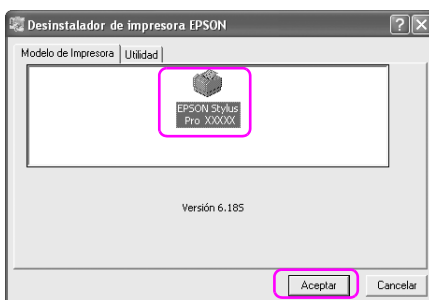 Desinstalador de impresora EPSON
Modelo de Impresora
Utilidad
EPSON Stylus
Pro XXXXX
Versión 6.185
Aceptar
Cancelar